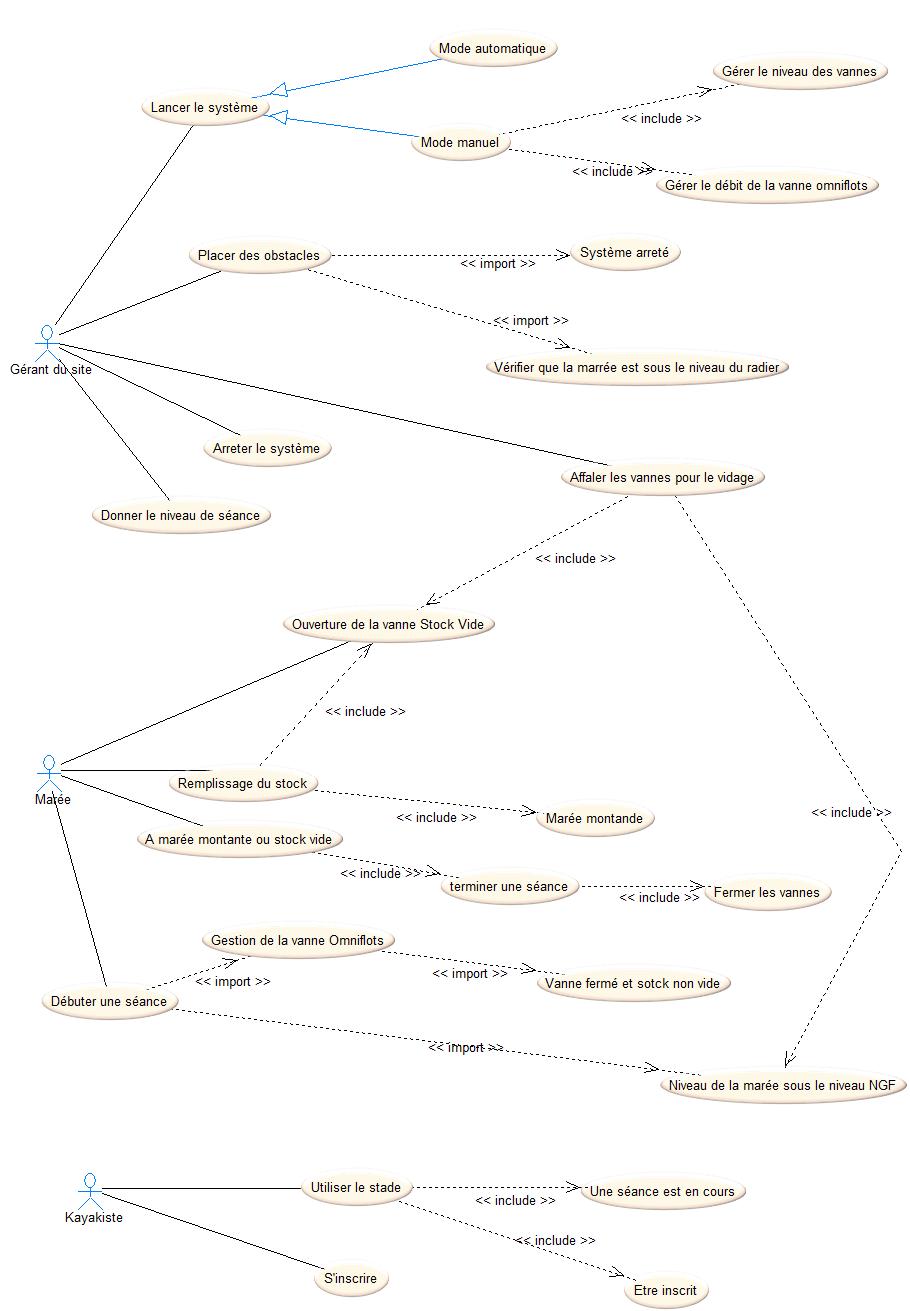 Mode automatique
Gérer le niveau des vannes
Lancer le système
<< include >>
Mode manuel
<< include >>
Gérer le débit de la vanne omniflots
Placer des obstacles
Système arreté
<< import >>
<< import >>
Gérant du site
Vérifier que la marrée est sous le niveau du radier
Arreter le système
Affaler les vannes pour le vidage
Donner le niveau de séance
<< include >>
Ouverture de la vanne Stock Vide
<< include >>
Marée
Remplissage du stock
<< include >>
<< include >>
Marée montande
A marée montante ou stock vide
<< include >>
terminer une séance
Fermer les vannes
<< include >>
Gestion de la vanne Omniflots
<< import >>
<< import >>
Vanne fermé et sotck non vide
Débuter une séance
<< import >>
Niveau de la marée sous le niveau NGF
Kayakiste
Utiliser le stade
Une séance est en cours
<< include >>
<< include >>
S'inscrire
Etre inscrit